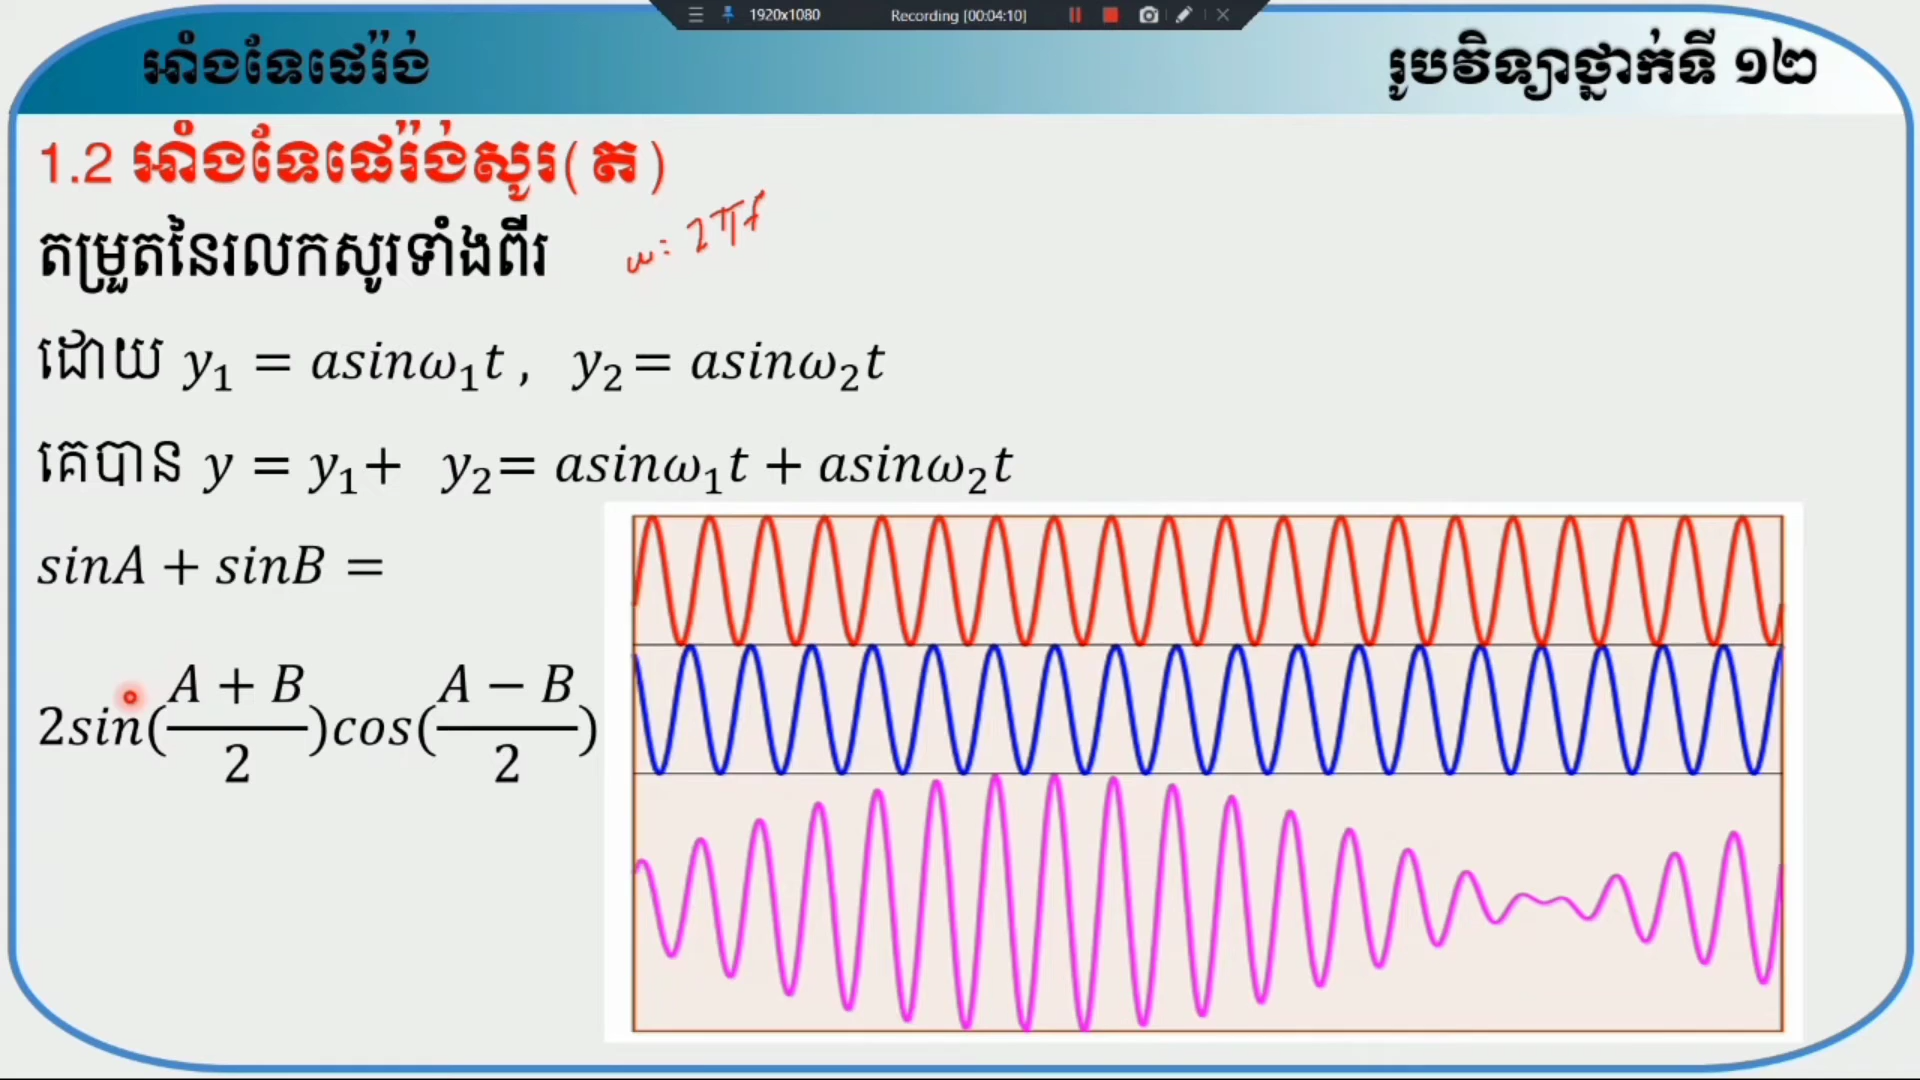 1920x1080 Recording [00:04:10]
អាំងទែផេរ៉ង់
រូបវិទ្យាថ្នាក់ទី ១២
1.2 អាំងទែផេរ៉ង់សូរ(ត)
តម្រួតនៃរលកសូរទាំងពីរ
ω = 2πf
ដោយ y₁ = asinω₁t , y₂ = asinω₂t
គេបាន y = y₁+ y₂= asinω₁t + asinω₂t
sinA + sinB =
2sin((A + B)/2)cos((A − B)/2)